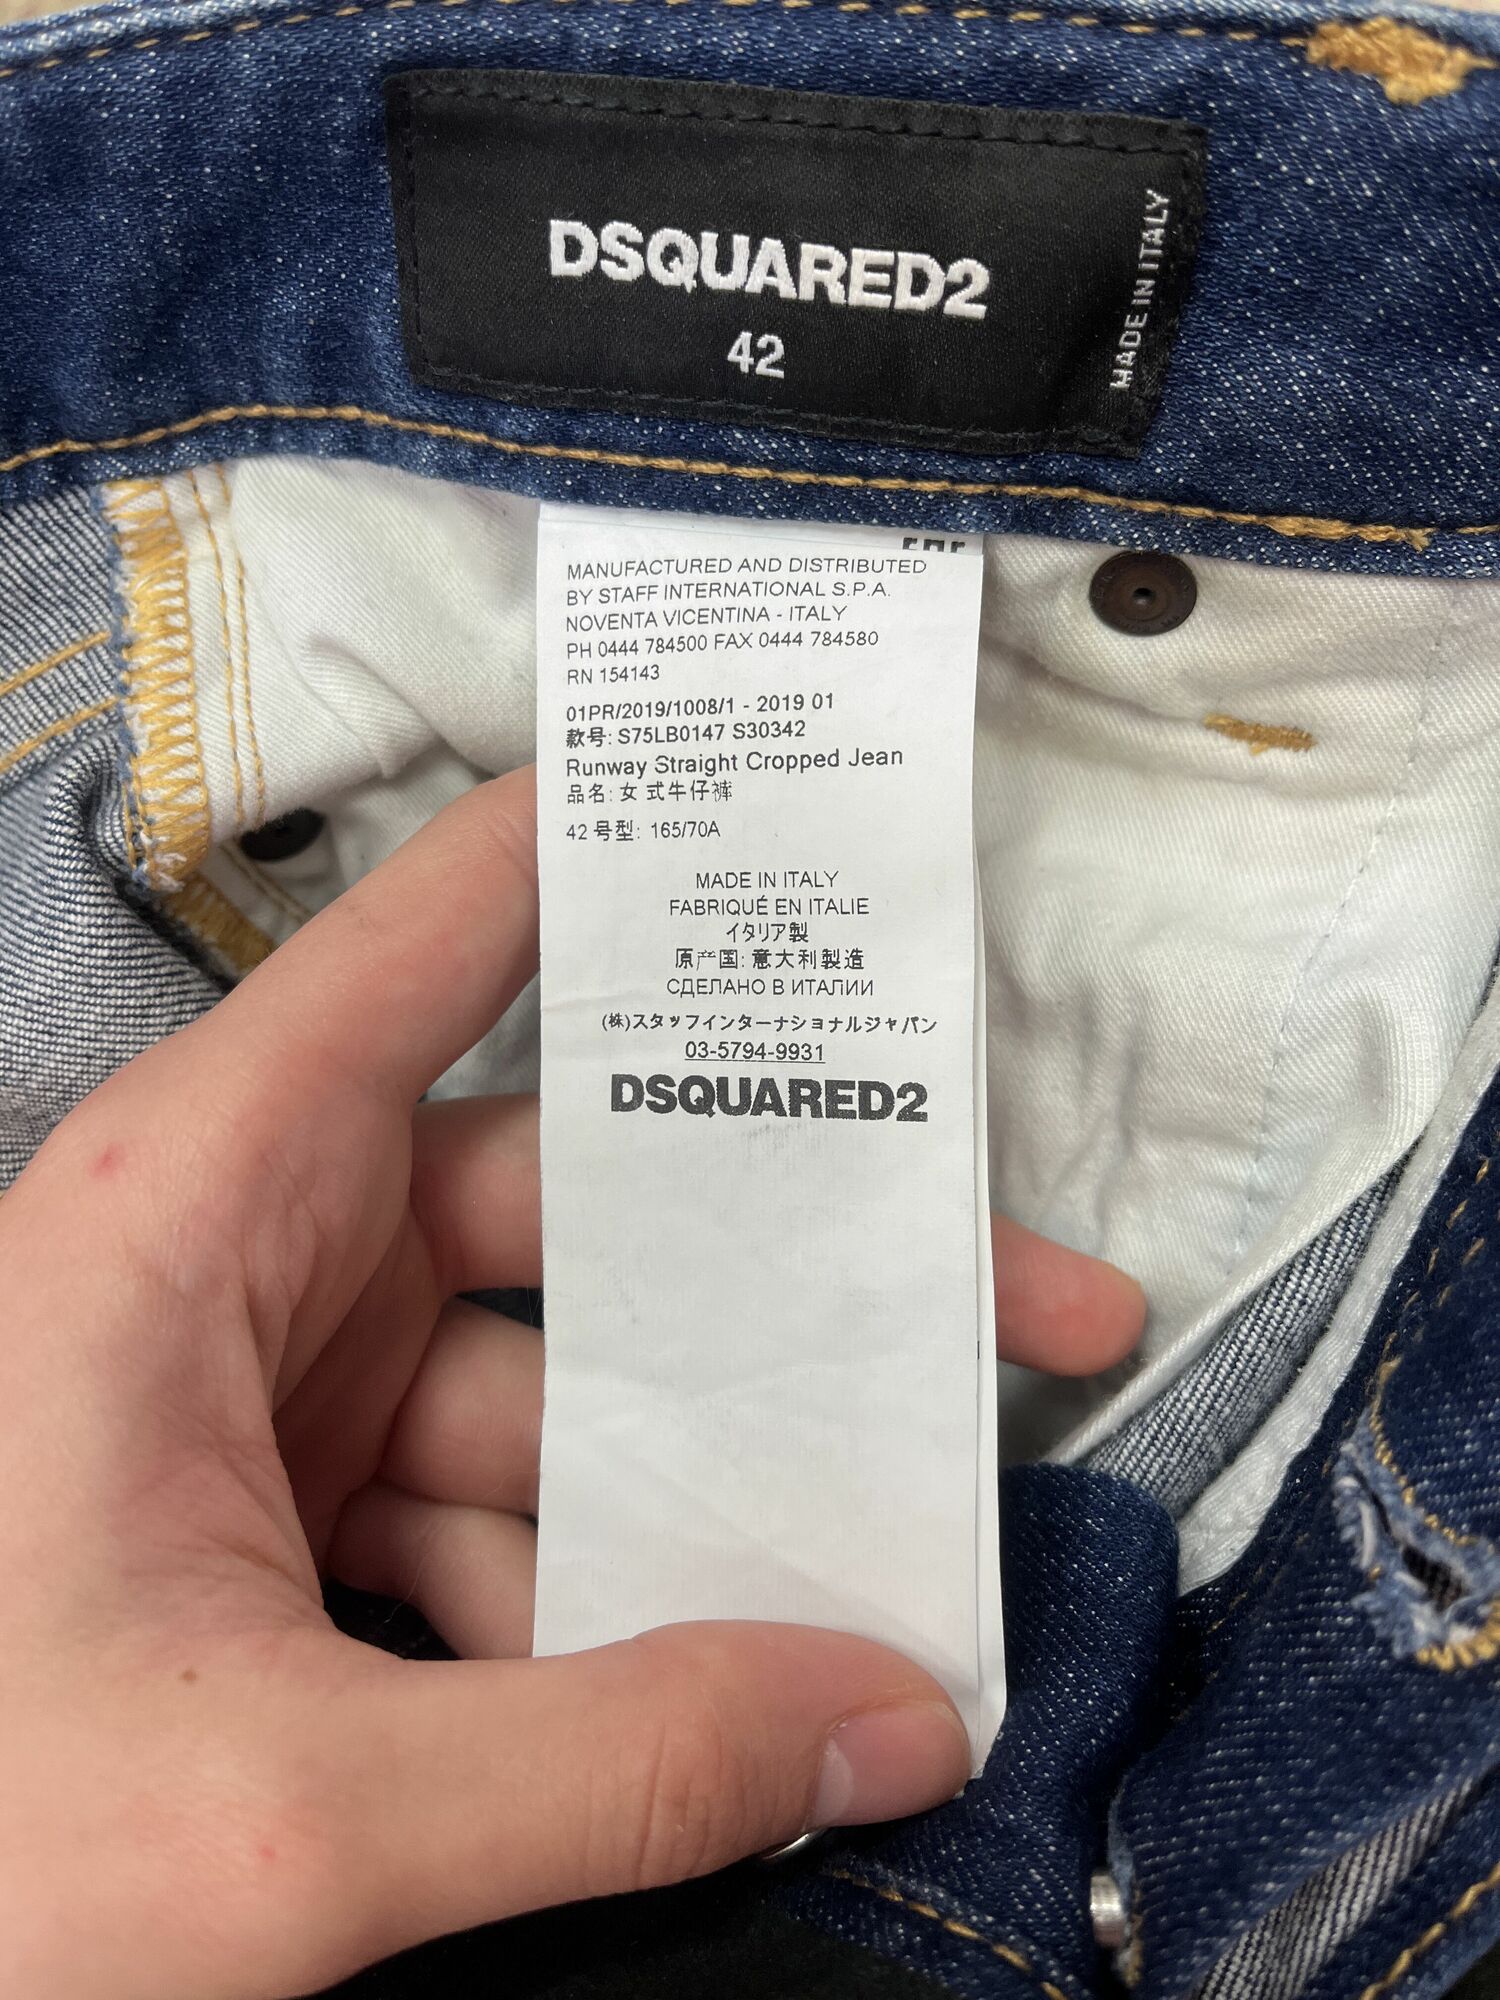 DSQUARED2
42
MADE IN ITALY
MANUFACTURED AND DISTRIBUTED
BY STAFF INTERNATIONAL S.P.A.
NOVENTA VICENTINA - ITALY
PH 0444 784500 FAX 0444 784580
RN 154143
01PR/2019/1008/1 - 2019 01
款号: S75LB0147 S30342
Runway Straight Cropped Jean
品名: 女式牛仔裤
42 号型: 165/70A
MADE IN ITALY
FABRIQUÉ EN ITALIE
イタリア製
原产国: 意大利製造
СДЕЛАНО В ИТАЛИИ
(株)スタッフインターナショナルジャパン
03-5794-9931
DSQUARED2